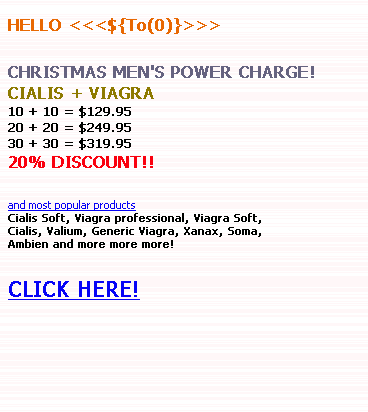 HELLO <<<${To(0)}>>>
CHRISTMAS MEN'S POWER CHARGE!
CIALIS + VIAGRA
10 + 10 = $129.95
20 + 20 = $249.95
30 + 30 = $319.95
20% DISCOUNT!!
and most popular products
Cialis Soft, Viagra professional, Viagra Soft,
Cialis, Valium, Generic Viagra, Xanax, Soma,
Ambien and more more more!
CLICK HERE!